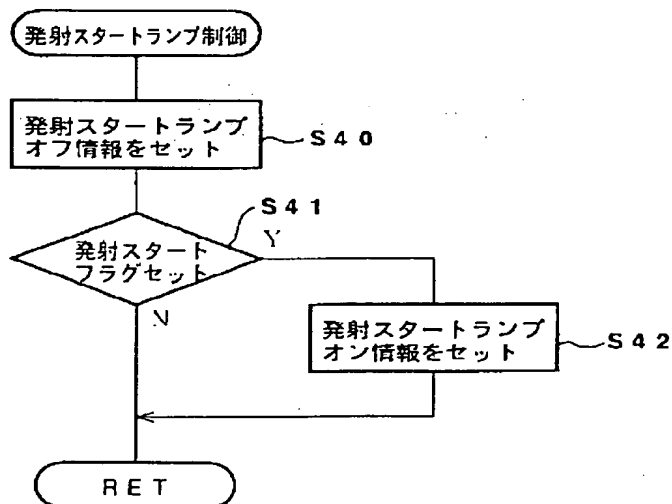 発射スタートランプ制御
発射スタートランプ
オフ情報をセット
S40
S41
発射スタート
フラグセット
Y
N
発射スタートランプ
オン情報をセット
S42
RET